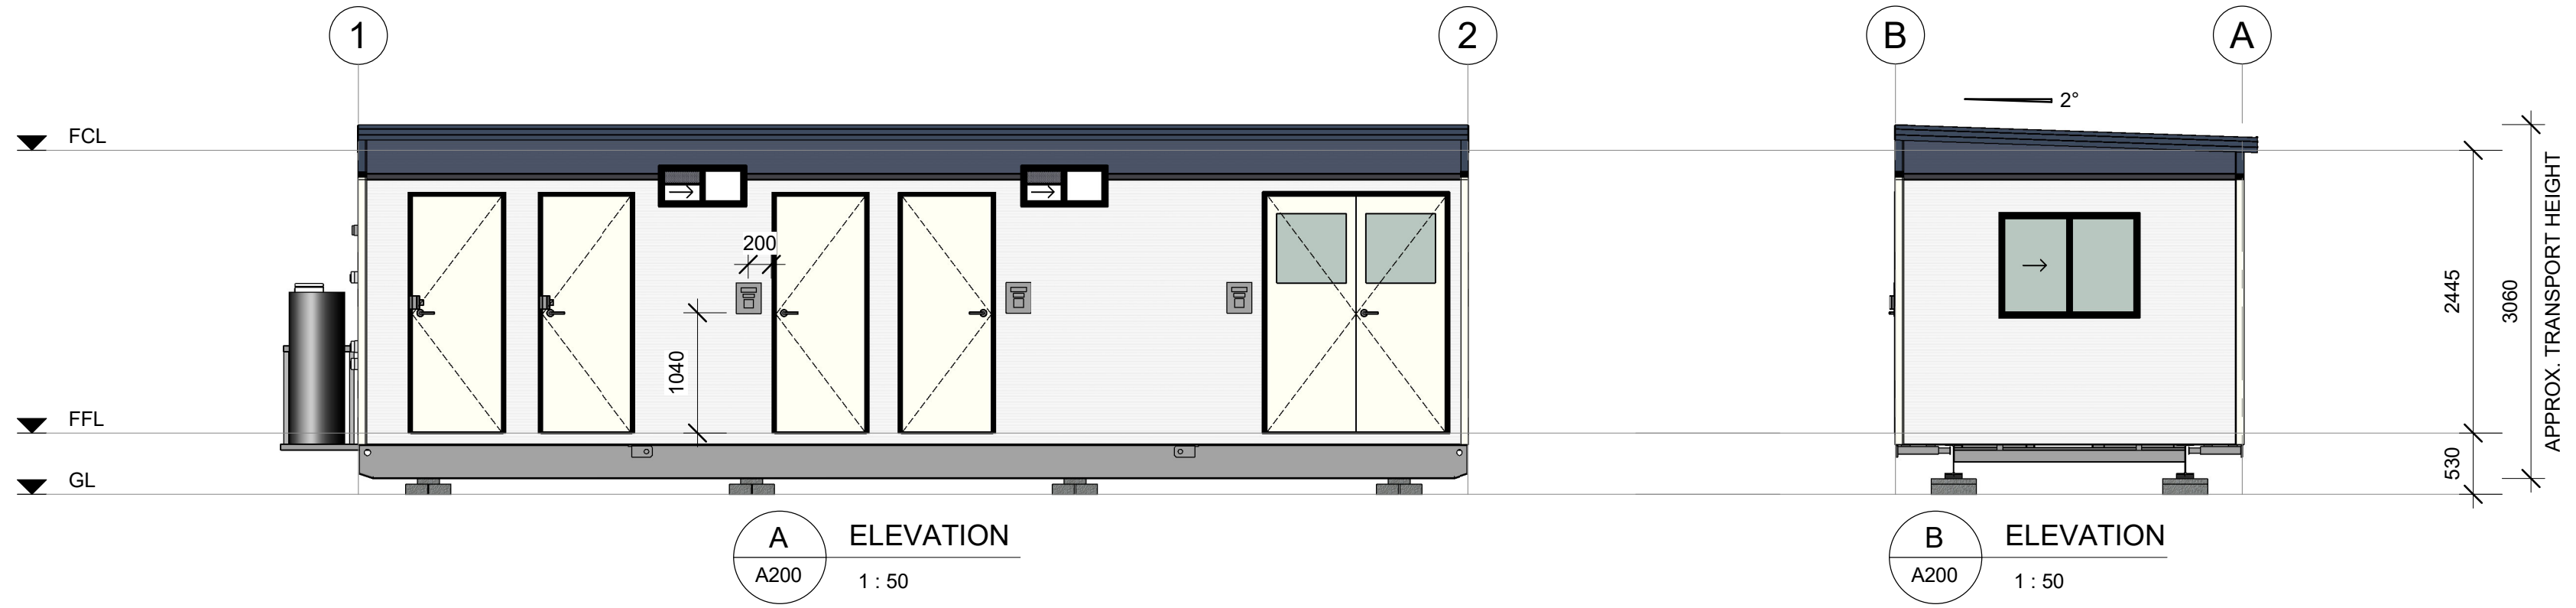 1
2
B
A
2°
FCL
200
2445
3060
APPROX. TRANSPORT HEIGHT
1040
FFL
530
GL
A
A200
ELEVATION
1 : 50
B
A200
ELEVATION
1 : 50